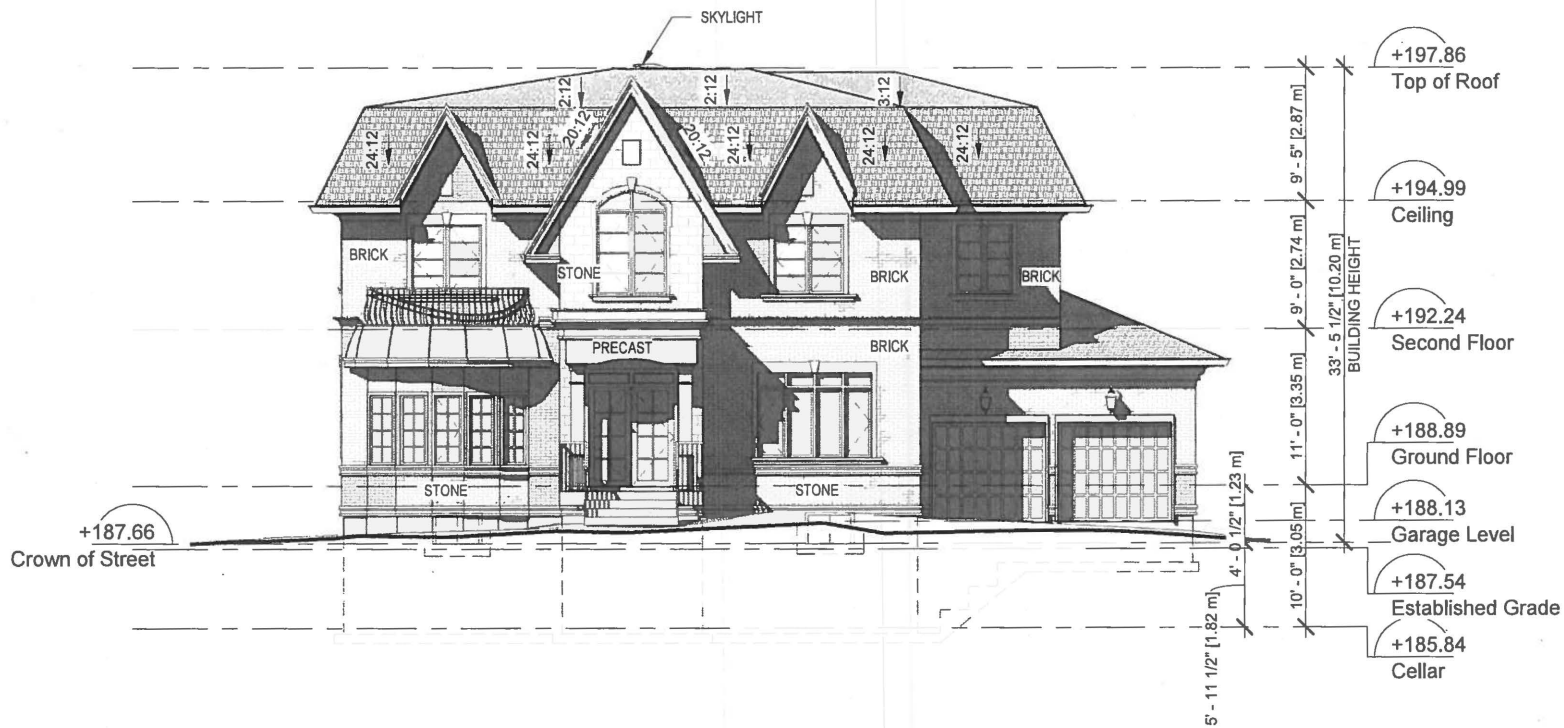 SKYLIGHT
+197.86
Top of Roof
2:12
2:12
3:12
24:12
24:12
20:12
20:12
24:12
24:12
24:12
9' - 5" [2.87 m]
+194.99
Ceiling
BRICK
STONE
BRICK
BRICK
9' - 0" [2.74 m]
33' - 5 1/2" [10.20 m]
BUILDING HEIGHT
+192.24
Second Floor
PRECAST
BRICK
11' - 0" [3.35 m]
+188.89
Ground Floor
STONE
STONE
+187.66
Crown of Street
4' - 0 1/2" [1.23 m]
10' - 0" [3.05 m]
+188.13
Garage Level
+187.54
Established Grade
5' - 11 1/2" [1.82 m]
+185.84
Cellar